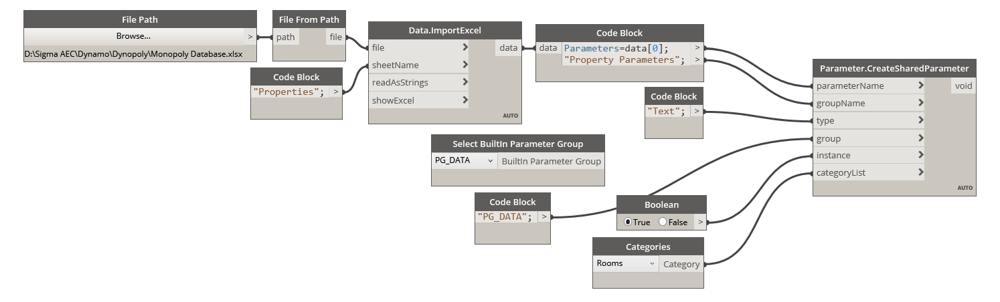 File Path
Browse...
>
D:\Sigma AEC\Dynamo\Dynopoly\Monopoly Database.xlsx
File From Path
path file
Code Block
"Properties"; >
Data.ImportExcel
file data
sheetName
readAsStrings
showExcel
AUTO
Code Block
data Parameters=data[0]; >
"Property Parameters"; >
Code Block
"Text"; >
Select BuiltIn Parameter Group
PG_DATA BuiltIn Parameter Group
Code Block
"PG_DATA"; >
Boolean
True False >
Categories
Rooms Category
Parameter.CreateSharedParameter
parameterName void
groupName
type
group
instance
categoryList
AUTO